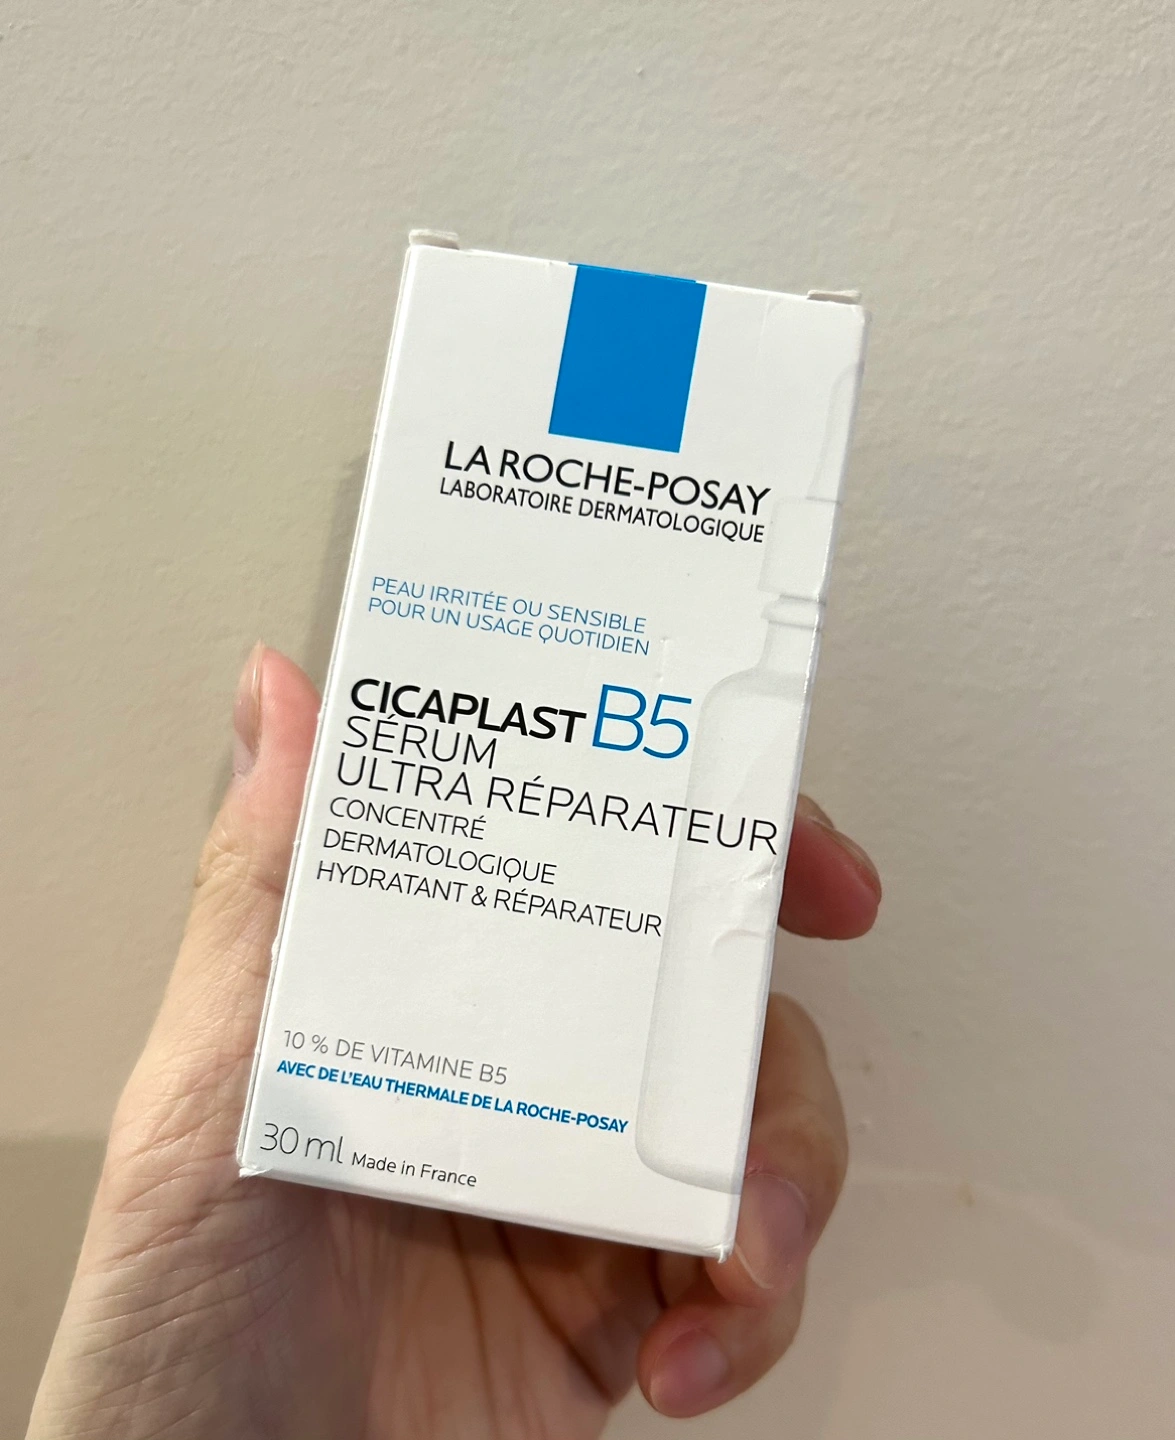 LA ROCHE-POSAY
LABORATOIRE DERMATOLOGIQUE
PEAU IRRITÉE OU SENSIBLE
POUR UN USAGE QUOTIDIEN
CICAPLAST B5
SÉRUM
ULTRA RÉPARATEUR
CONCENTRÉ
DERMATOLOGIQUE
HYDRATANT & RÉPARATEUR
10 % DE VITAMINE B5
AVEC DE L'EAU THERMALE DE LA ROCHE-POSAY
30 ml Made in France